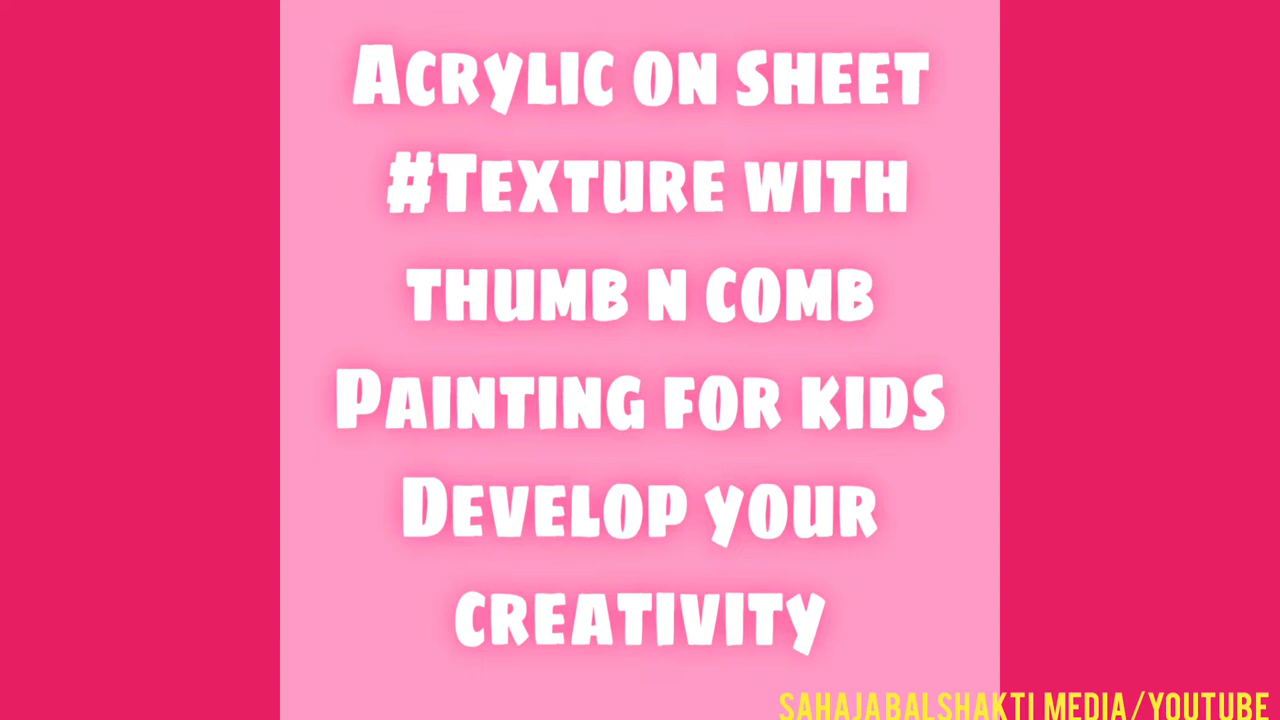 Acrylic on sheet
#Texture with
thumb n comb
Painting for kids
Develop your
creativity
SAHAJABALSHAKTI MEDIA/YOUTUBE